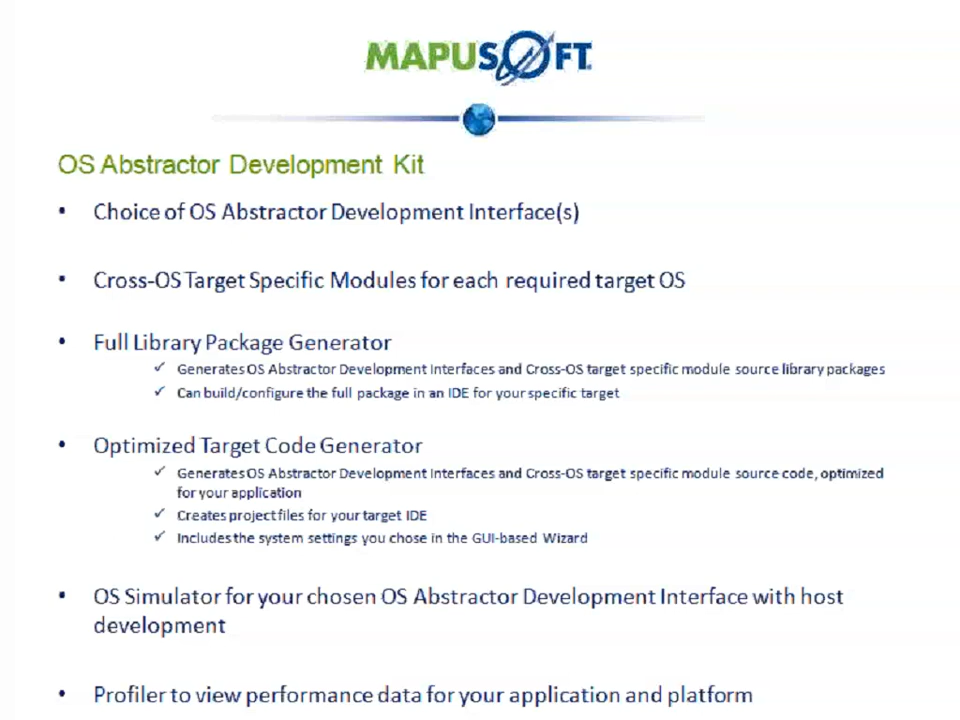 MAPUSOFT
OS Abstractor Development Kit
• Choice of OS Abstractor Development Interface(s)
• Cross-OS Target Specific Modules for each required target OS
• Full Library Package Generator
✓ Generates OS Abstractor Development Interfaces and Cross-OS target specific module source library packages
✓ Can build/configure the full package in an IDE for your specific target
• Optimized Target Code Generator
✓ Generates OS Abstractor Development Interfaces and Cross-OS target specific module source code, optimized
for your application
✓ Creates project files for your target IDE
✓ Includes the system settings you chose in the GUI-based Wizard
• OS Simulator for your chosen OS Abstractor Development Interface with host
development
• Profiler to view performance data for your application and platform